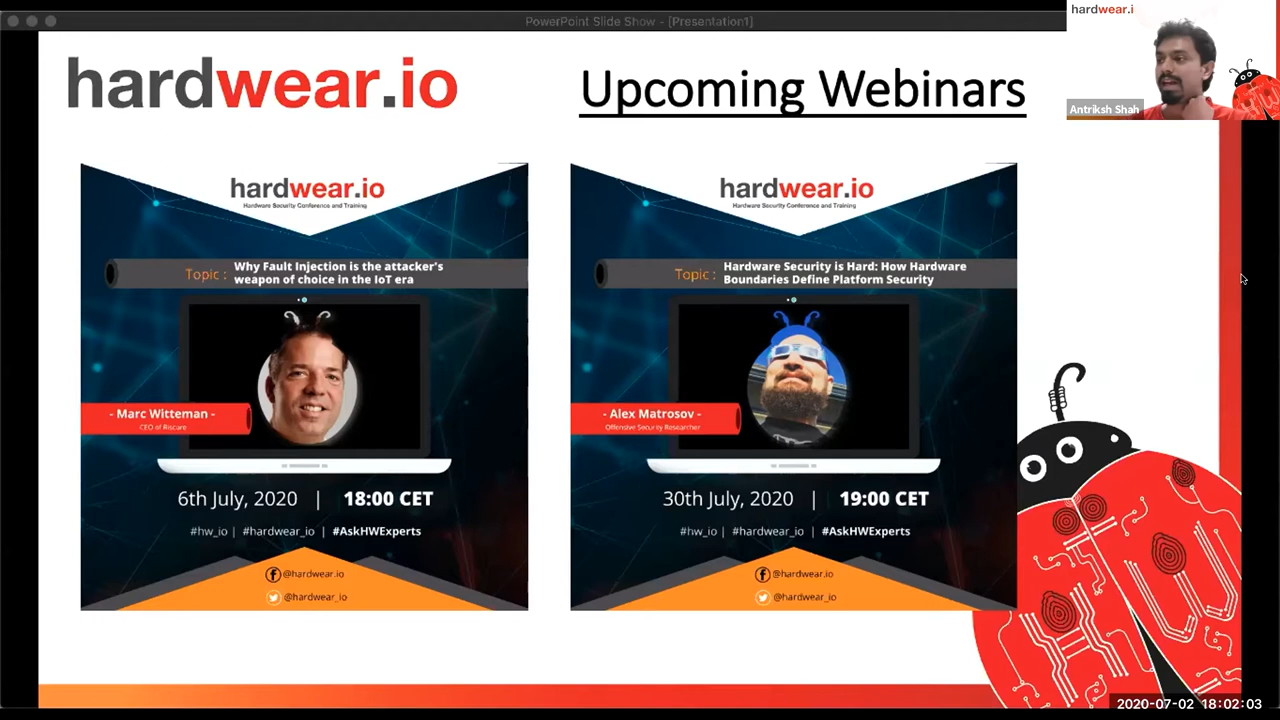 PowerPoint Slide Show - [Presentation1]
hardwear.i
Antriksh Shah
hardwear.io
Upcoming Webinars
hardwear.io
Hardware Security Conference and Training
Topic : Why Fault Injection is the attacker's
weapon of choice in the IoT era
- Marc Witteman -
CEO of Riscare
6th July, 2020 | 18:00 CET
#hw_io | #hardwear_io | #AskHWExperts
@hardwear.io
@hardwear_io
hardwear.io
Hardware Security Conference and Training
Topic : Hardware Security is Hard: How Hardware
Boundaries Define Platform Security
- Alex Matrosov -
Offensive Security Researcher
30th July, 2020 | 19:00 CET
#hw_io | #hardwear_io | #AskHWExperts
@hardwear.io
@hardwear_io
2020-07-02 18:02:03